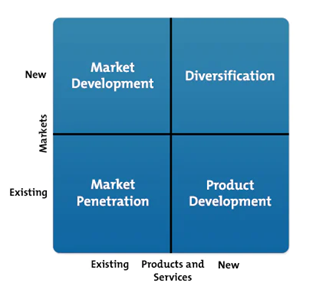 New
Market
Development
Diversification
Markets
Existing
Market
Penetration
Product
Development
Existing
Products and
Services
New